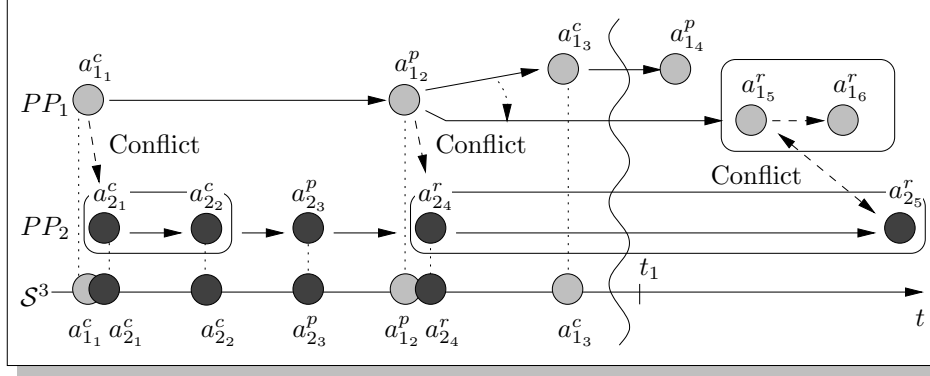 a^c_{1_1} a^p_{1_2} a^c_{1_3} a^p_{1_4}
PP_1 a^r_{1_5} a^r_{1_6}
Conflict Conflict
Conflict
PP_2 a^c_{2_1} a^c_{2_2} a^p_{2_3} a^r_{2_4} a^r_{2_5}
S^3 t_1
a^c_{1_1} a^c_{2_1} a^c_{2_2} a^p_{2_3} a^p_{1_2} a^r_{2_4} a^c_{1_3} t